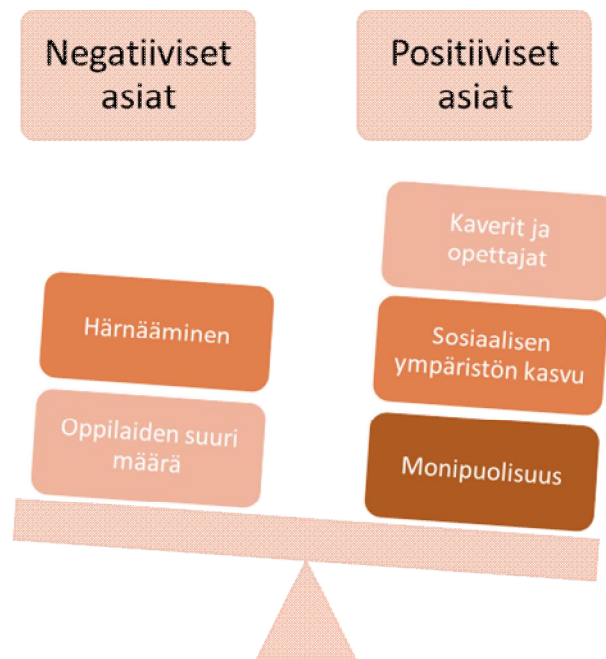 Negatiiviset
asiat
Positiiviset
asiat
Härnääminen
Oppilaiden suuri
määrä
Kaverit ja
opettajat
Sosiaalisen
ympäristön kasvu
Monipuolisuus